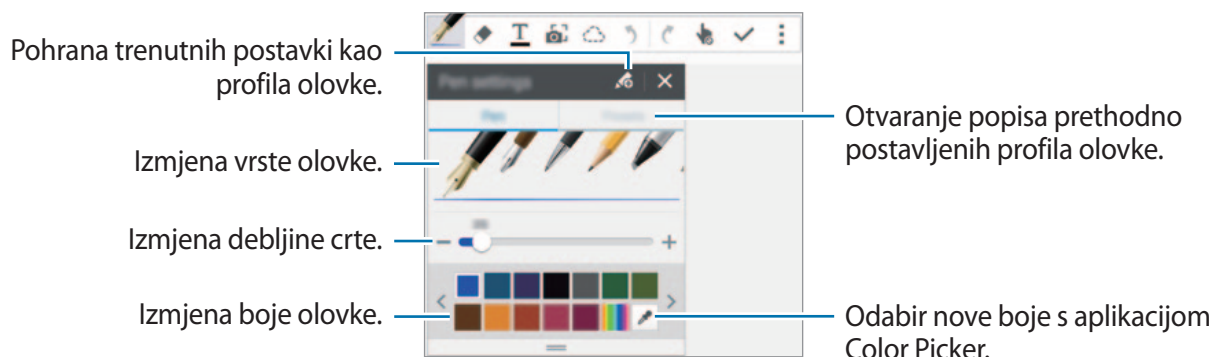 Pohrana trenutnih postavki kao
profila olovke.
T
Pen settings
Otvaranje popisa prethodno
postavljenih profila olovke.
Izmjena vrste olovke.
Izmjena debljine crte.
Izmjena boje olovke.
Odabir nove boje s aplikacijom
Color Picker.